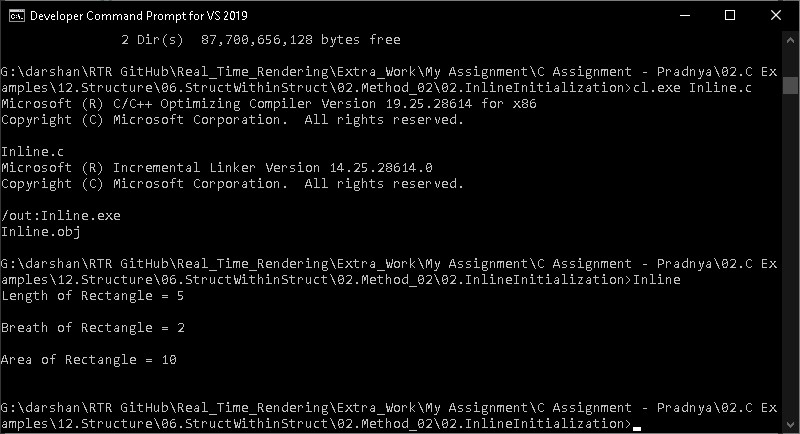 Developer Command Prompt for VS 2019
2 Dir(s)  87,700,656,128 bytes free
G:\darshan\RTR GitHub\Real_Time_Rendering\Extra_Work\My Assignment\C Assignment - Pradnya\02.C Ex
amples\12.Structure\06.StructWithinStruct\02.Method_02\02.InlineInitialization>cl.exe Inline.c
Microsoft (R) C/C++ Optimizing Compiler Version 19.25.28614 for x86
Copyright (C) Microsoft Corporation.  All rights reserved.
Inline.c
Microsoft (R) Incremental Linker Version 14.25.28614.0
Copyright (C) Microsoft Corporation.  All rights reserved.
/out:Inline.exe
Inline.obj
G:\darshan\RTR GitHub\Real_Time_Rendering\Extra_Work\My Assignment\C Assignment - Pradnya\02.C Ex
amples\12.Structure\06.StructWithinStruct\02.Method_02\02.InlineInitialization>Inline
Length of Rectangle = 5
Breath of Rectangle = 2
Area of Rectangle = 10
G:\darshan\RTR GitHub\Real_Time_Rendering\Extra_Work\My Assignment\C Assignment - Pradnya\02.C Ex
amples\12.Structure\06.StructWithinStruct\02.Method_02\02.InlineInitialization>